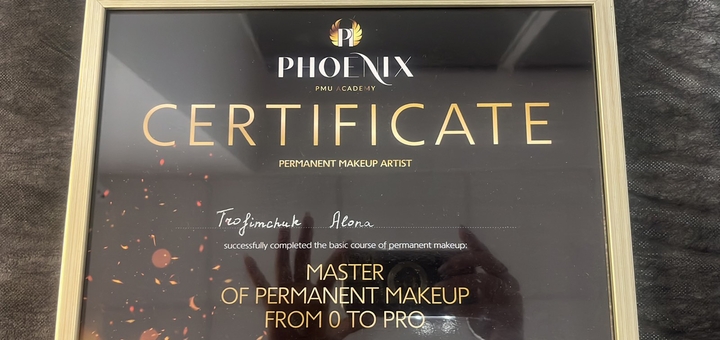 PHOENIX
PMU ACADEMY
CERTIFICATE
PERMANENT MAKEUP ARTIST
Trofimchuk Alona
successfully completed the basic course of permanent makeup:
MASTER
OF PERMANENT MAKEUP
FROM 0 TO PRO